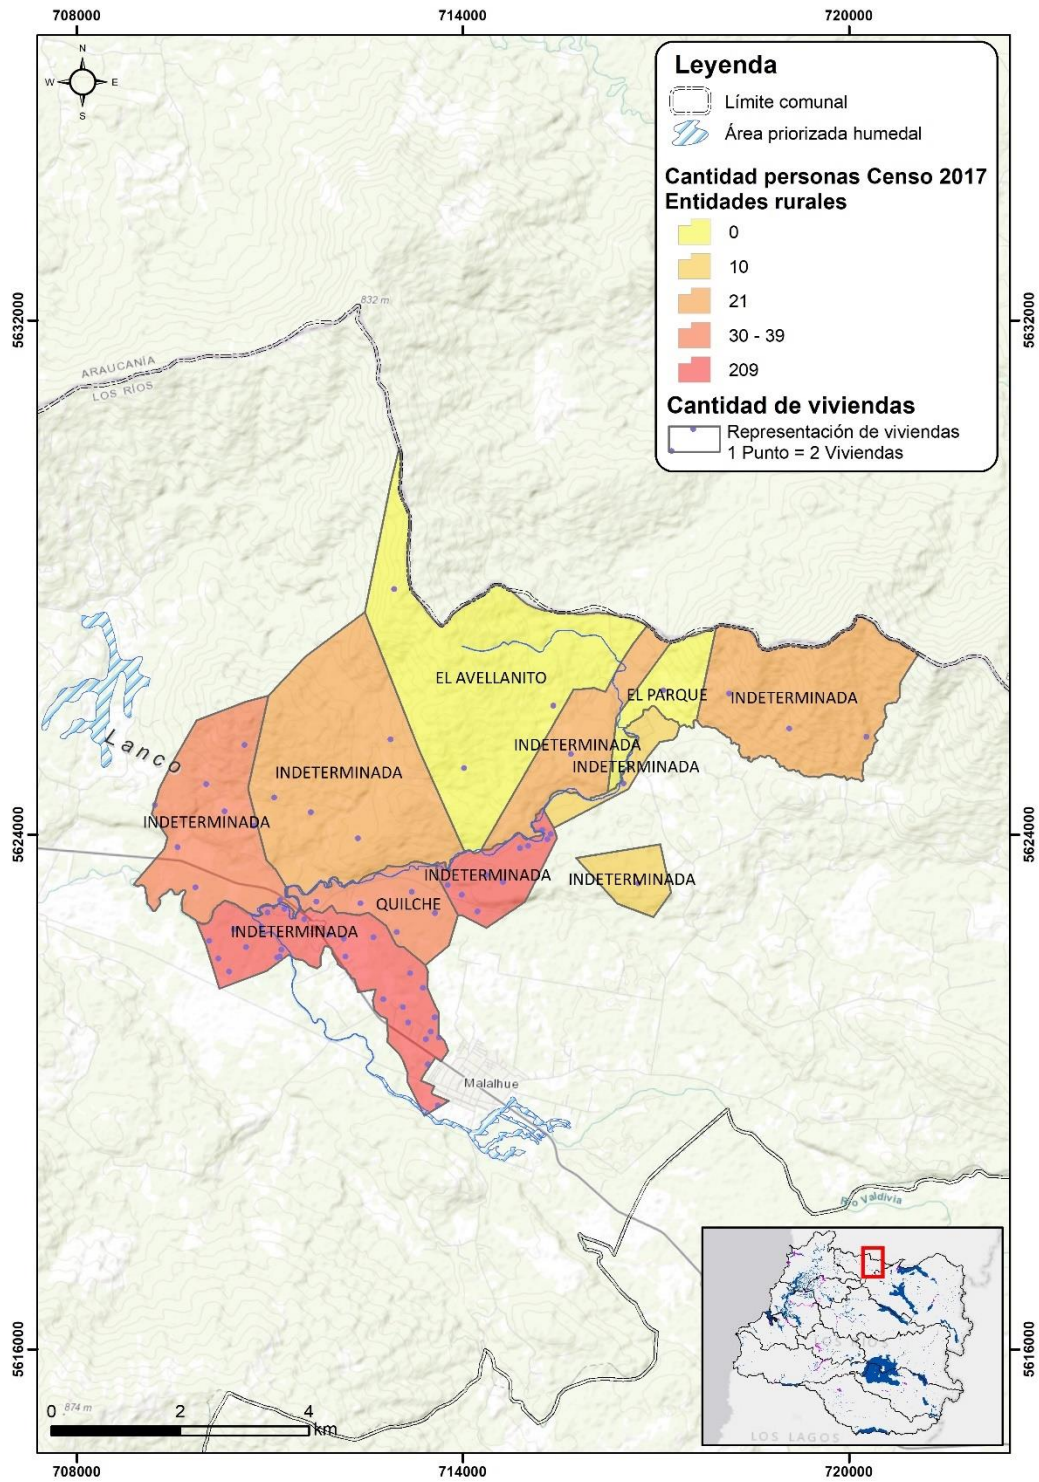 708000
714000
720000
N
W
E
S
Leyenda
Límite comunal
Área priorizada humedal
Cantidad personas Censo 2017
Entidades rurales
0
10
21
30 - 39
209
Cantidad de viviendas
Representación de viviendas
1 Punto = 2 Viviendas
832 m
5632000
5632000
ARAUCANÍA
LOS RÍOS
EL AVELLANITO
EL PARQUE
INDETERMINADA
Lanco
INDETERMINADA
INDETERMINADA
INDETERMINADA
INDETERMINADA
5624000
5624000
INDETERMINADA
INDETERMINADA
QUILCHE
INDETERMINADA
Malalhue
Río Valdivia
5616000
5616000
0
874 m
2
4
km
LOS LAGOS
708000
714000
720000